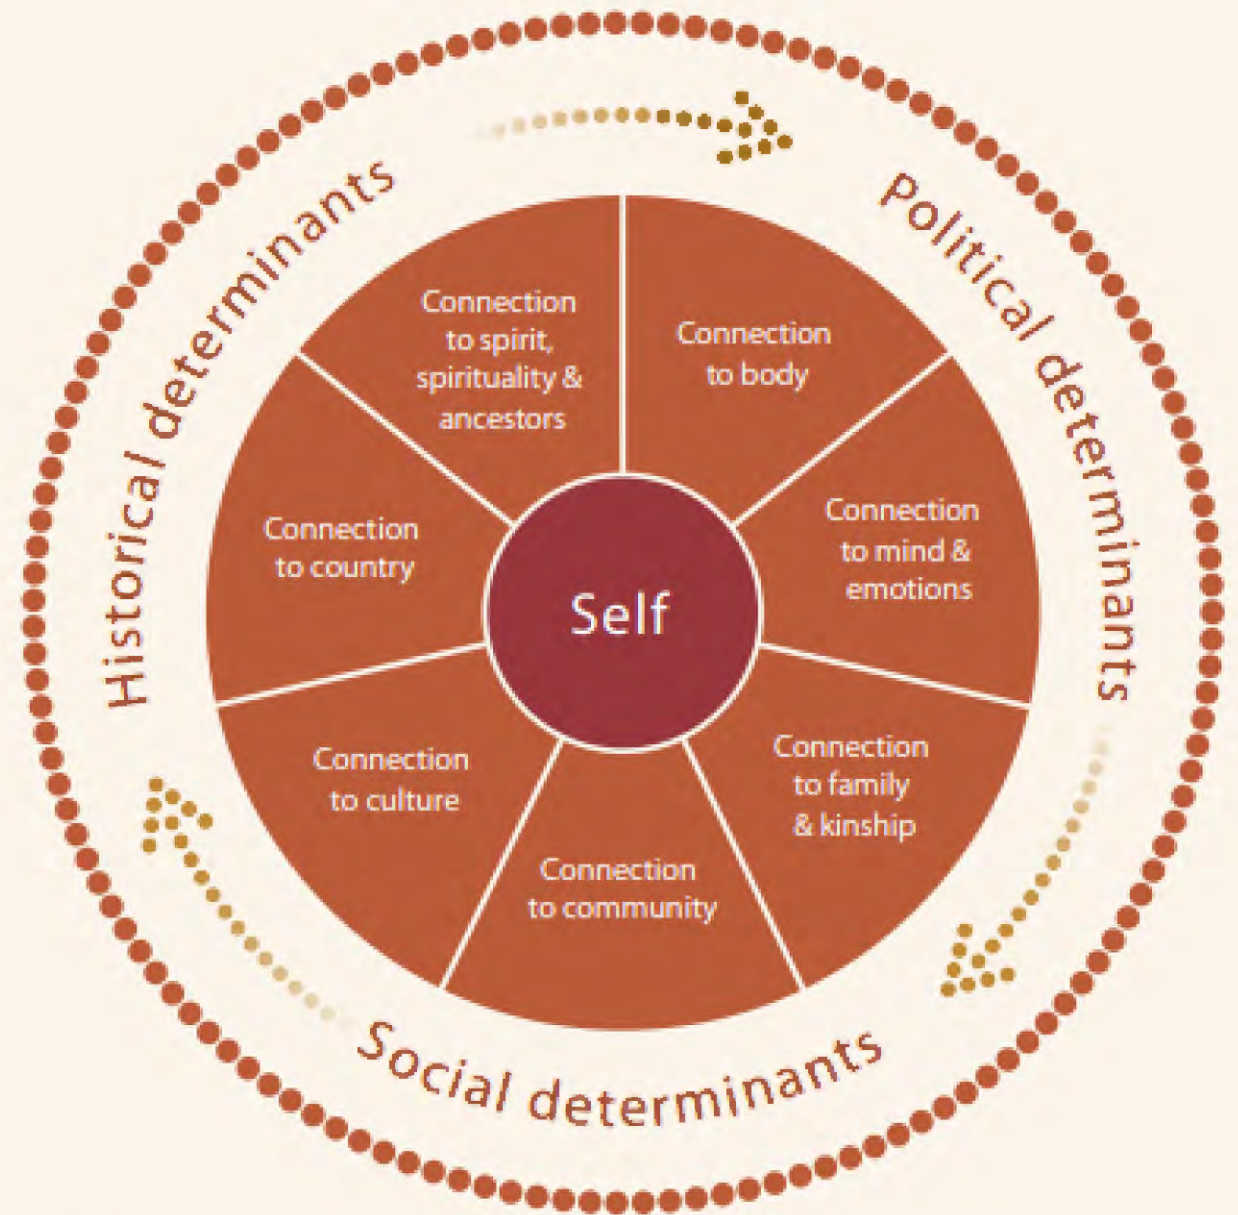 Historical determinants
Political determinants
Connection
to spirit,
spirituality &
ancestors
Connection
to body
Connection
to mind &
emotions
Connection
to country
Self
Connection
to family
& kinship
Connection
to culture
Connection
to community
Social determinants